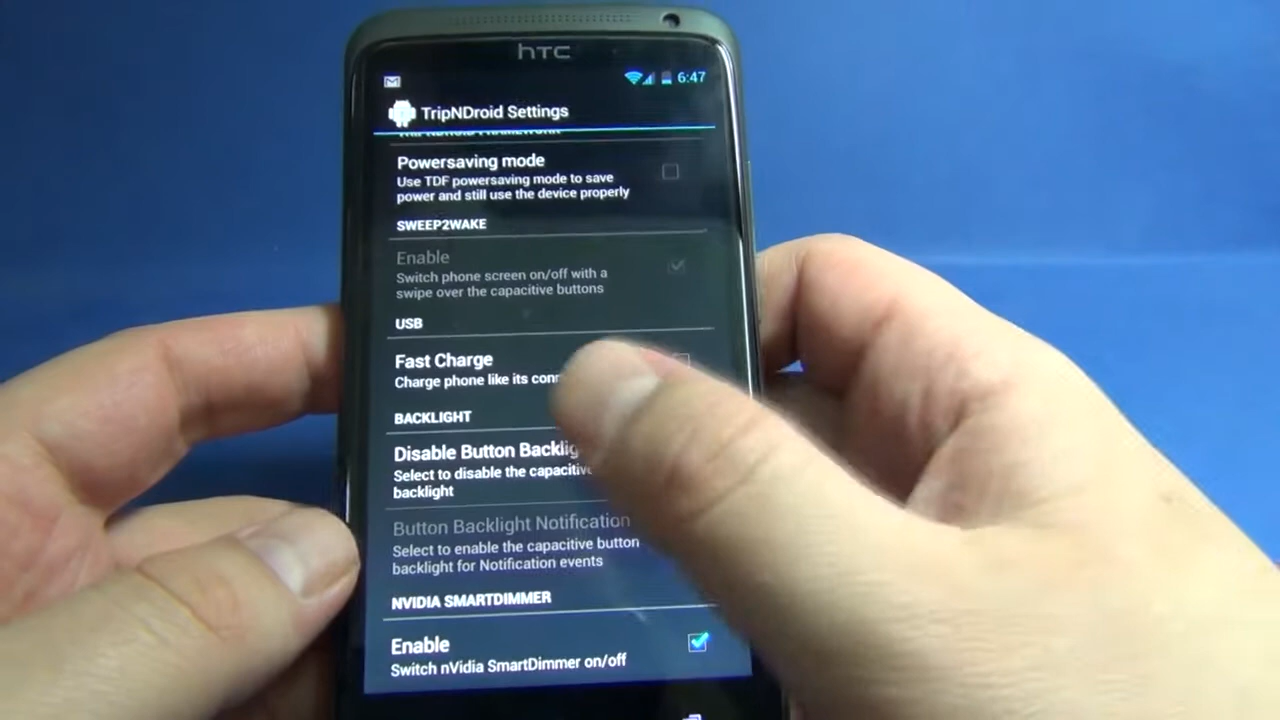 hTC
6:47
TripNDroid Settings
Powersaving mode
Use TDF powersaving mode to save
power and still use the device properly
SWEEP2WAKE
Enable
Switch phone screen on/off with a
swipe over the capacitive buttons
USB
Fast Charge
Charge phone like its
BACKLIGHT
Disable Button
Select to disable the capacitive
backlight
Button Backlight Notification
Select to enable the capacitive button
backlight for Notification events
NVIDIA SMARTDIMMER
Enable
Switch nVidia SmartDimmer on/off